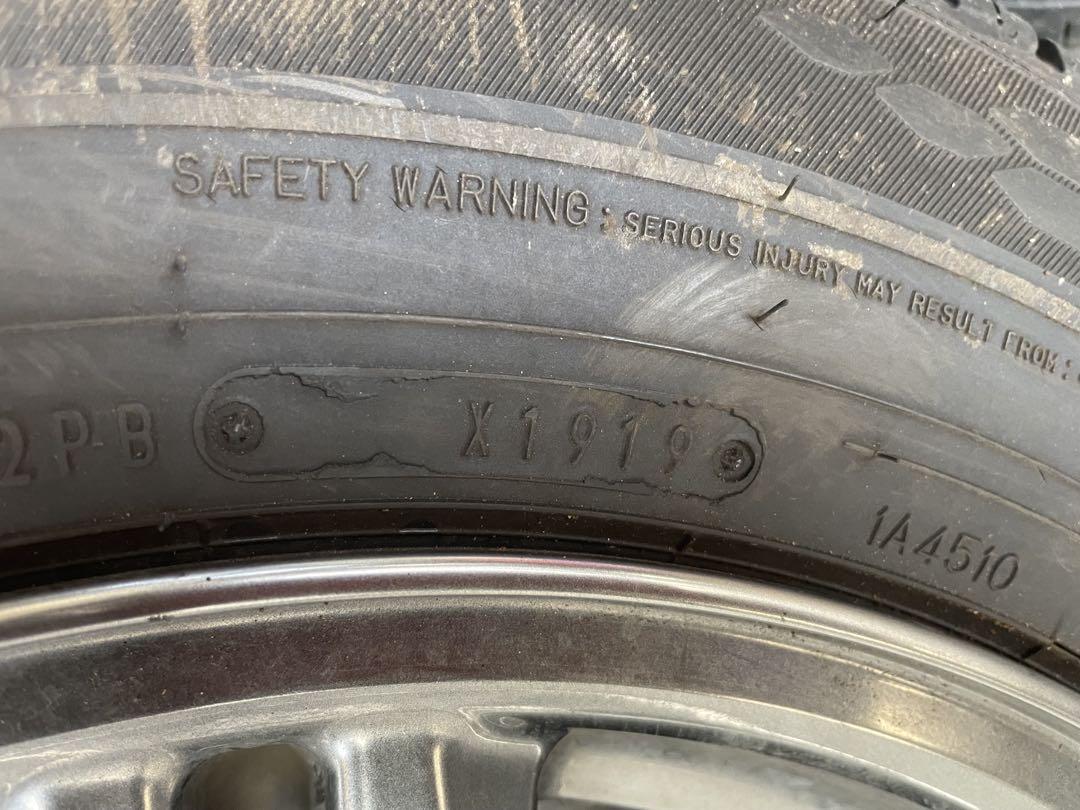 SAFETY WARNING: SERIOUS INJURY MAY RESULT FROM:
2PB X1919
1A4510